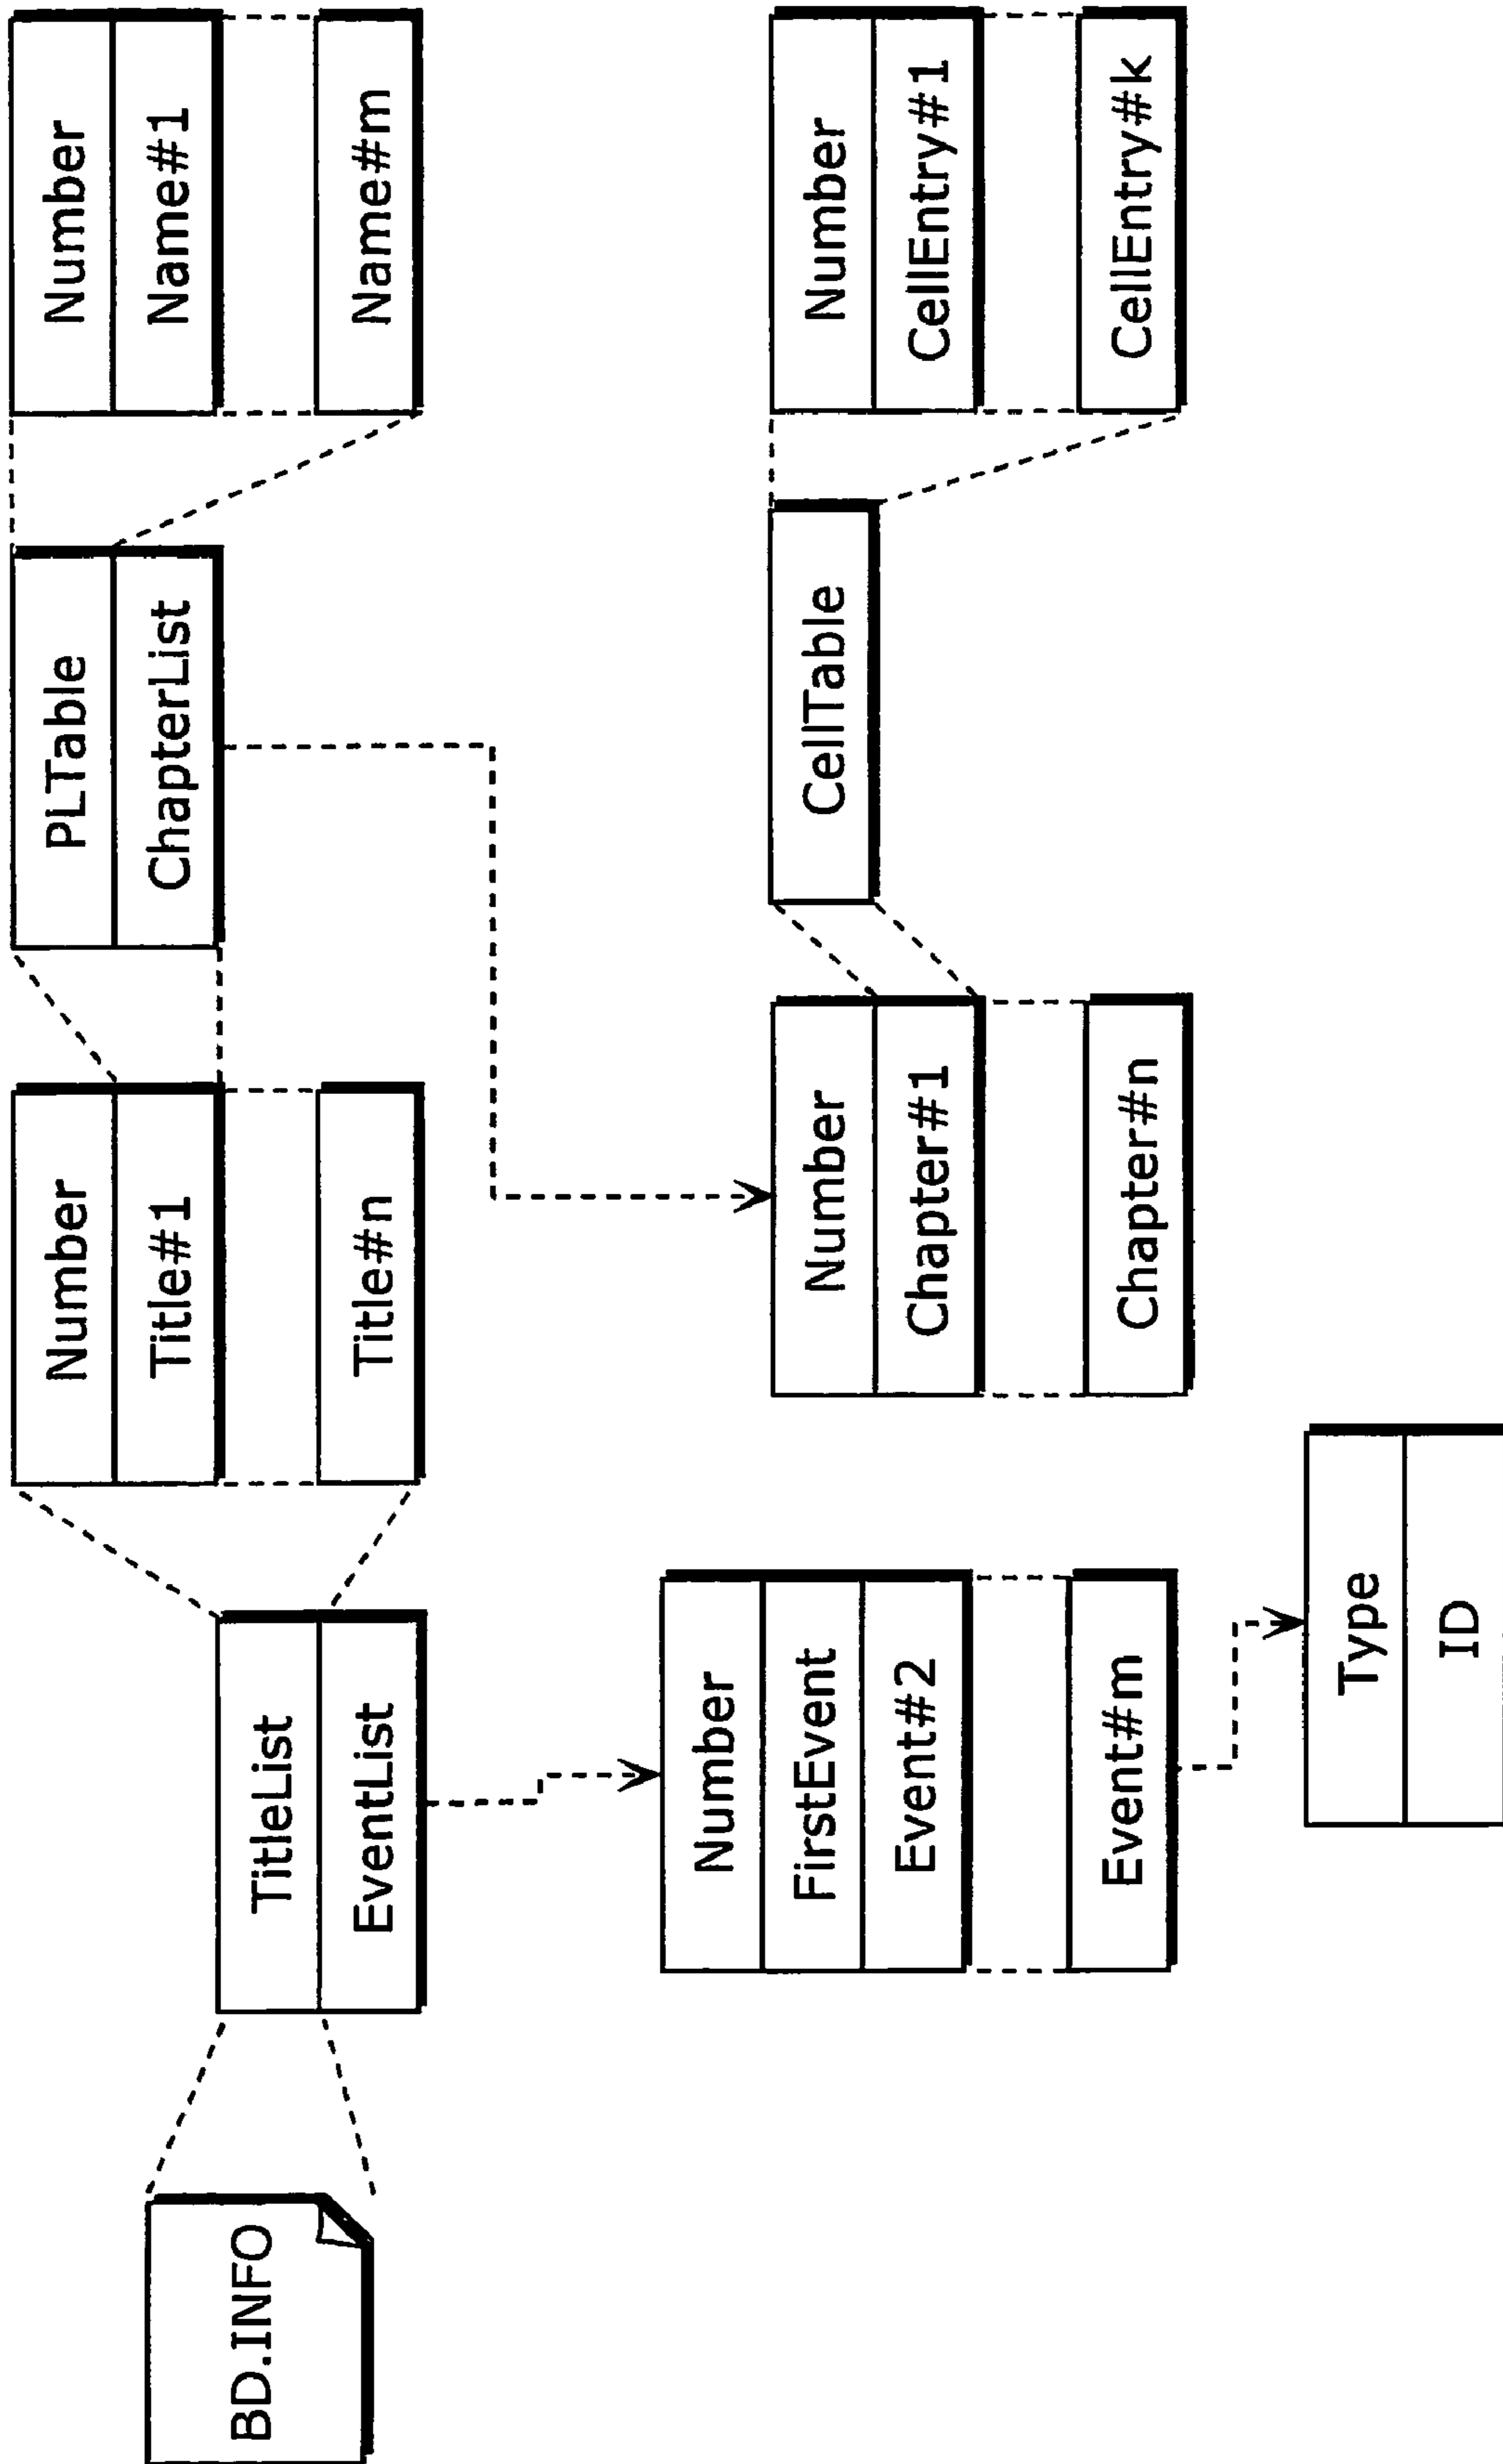 BD.INFO
TitleList
EventList
Number
Title#1
Title#n
PLTable
ChapterList
Number
Name#1
Name#m
Number
FirstEvent
Event#2
Event#m
Type
ID
Number
Chapter#1
Chapter#n
CellTable
Number
CellEntry#1
CellEntry#k